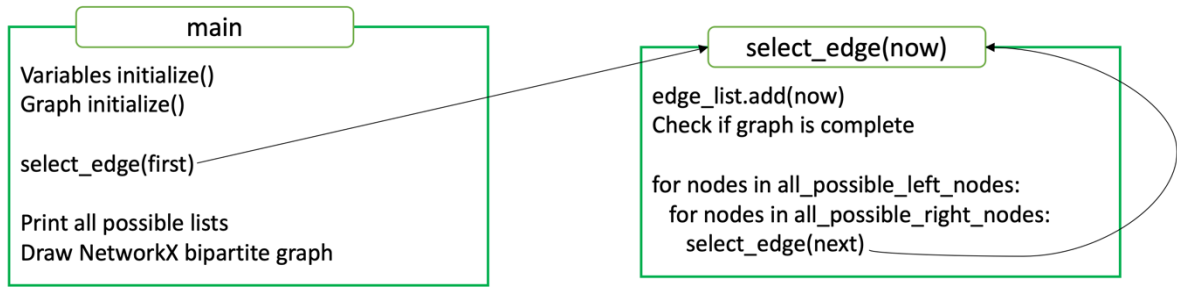 main
Variables initialize()
Graph initialize()
select_edge(first)
Print all possible lists
Draw NetworkX bipartite graph
select_edge(now)
edge_list.add(now)
Check if graph is complete
for nodes in all_possible_left_nodes:
for nodes in all_possible_right_nodes:
select_edge(next)